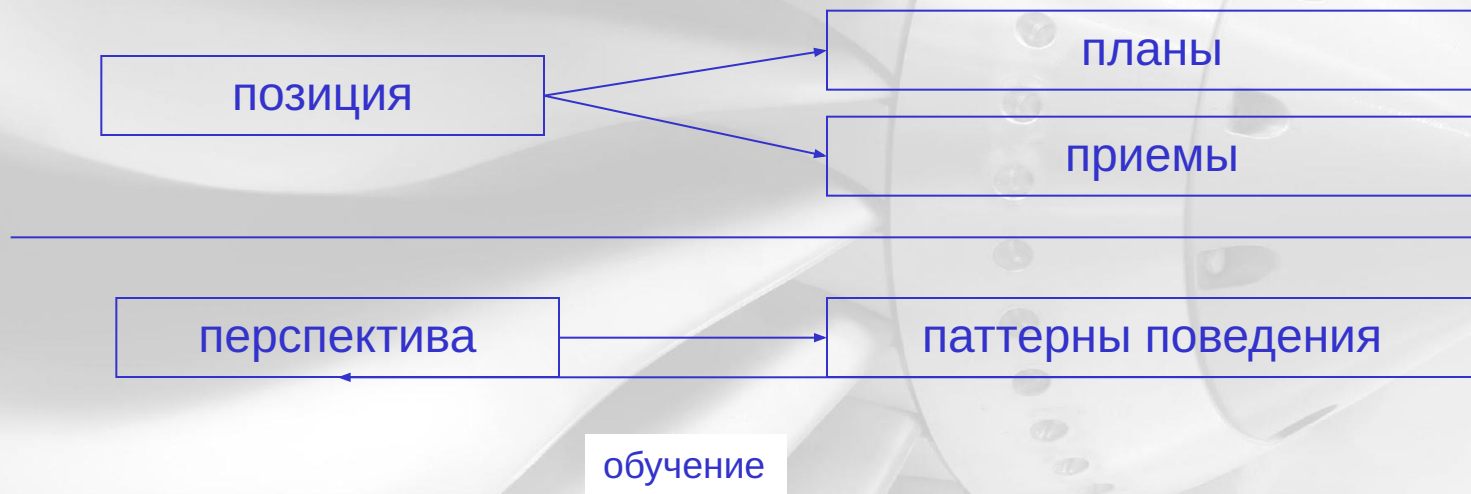 позиция
планы
приемы
перспектива
паттерны поведения
обучение